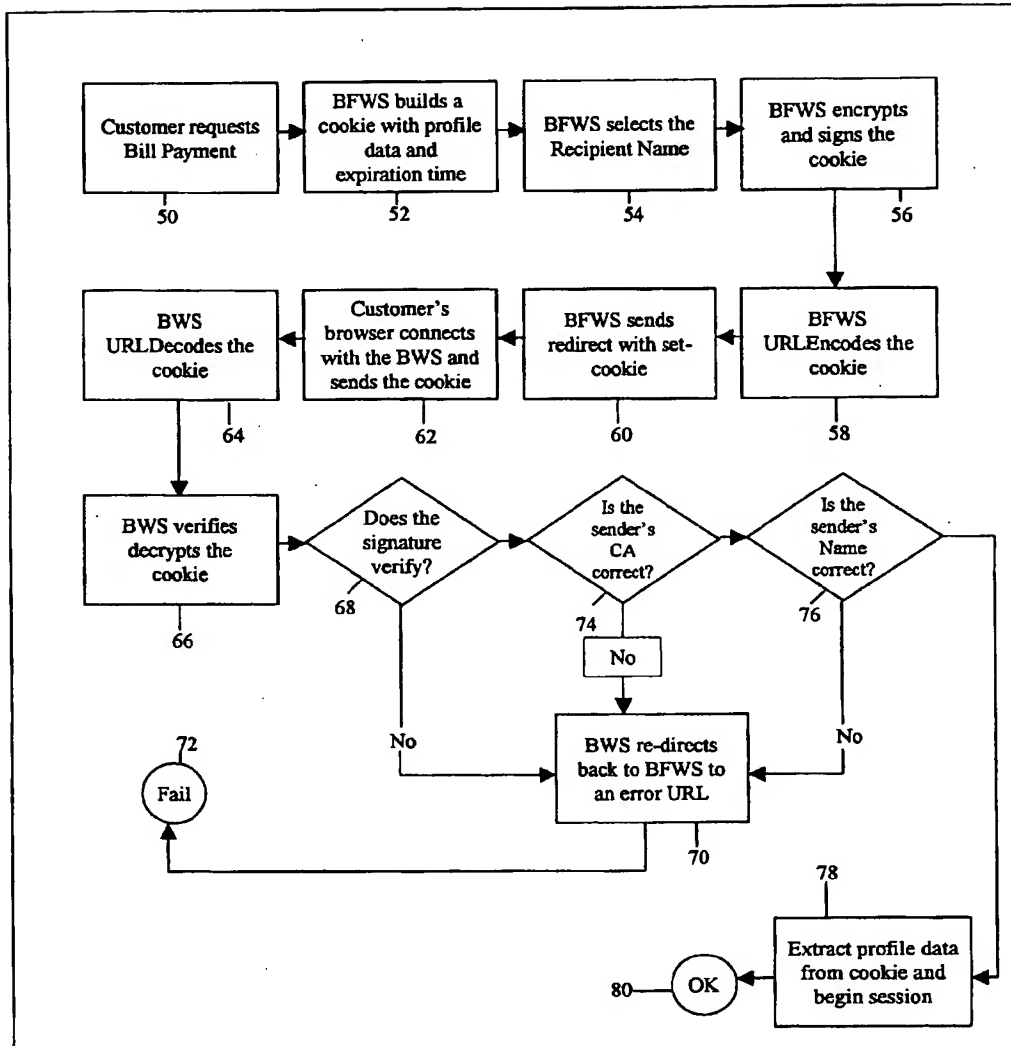 Customer requests
Bill Payment
50
BFWS builds a
cookie with profile
data and
expiration time
52
BFWS selects the
Recipient Name
54
BFWS encrypts
and signs the
cookie
56
BWS
URLDecodes the
cookie
64
Customer's
browser connects
with the BWS and
sends the cookie
62
BFWS sends
redirect with set-
cookie
60
BFWS
URLEncodes the
cookie
58
BWS verifies
decrypts the
cookie
66
Does the
signature
verify?
68
Is the
sender's
CA
correct?
74
Is the
sender's
Name
correct?
76
No
No
No
72
Fail
BWS re-directs
back to BFWS to
an error URL
70
78
Extract profile data
from cookie and
begin session
80
OK